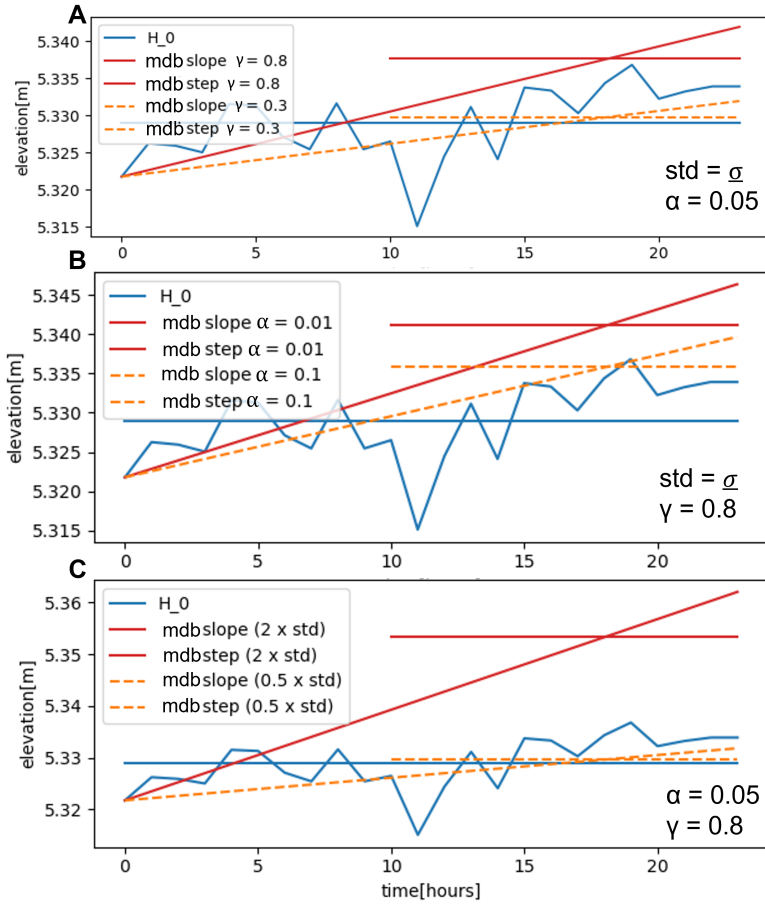 A
H_0
mdb slope γ = 0.8
mdb step γ = 0.8
mdb slope γ = 0.3
mdb step γ = 0.3
5.340
5.335
5.330
5.325
5.320
5.315
elevation[m]
std = σ
α = 0.05
0 5 10 15 20
B
H_0
mdb slope α = 0.01
mdb step α = 0.01
mdb slope α = 0.1
mdb step α = 0.1
5.345
5.340
5.335
5.330
5.325
5.320
5.315
elevation[m]
std = σ
γ = 0.8
0 5 10 15 20
C
H_0
mdb slope (2 x std)
mdb step (2 x std)
mdb slope (0.5 x std)
mdb step (0.5 x std)
5.36
5.35
5.34
5.33
5.32
elevation[m]
α = 0.05
γ = 0.8
0 5 10 15 20
time[hours]